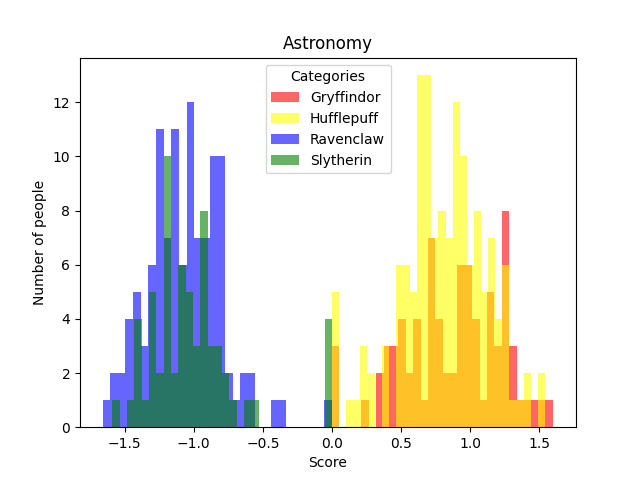 Astronomy
Categories
Gryffindor
Hufflepuff
Ravenclaw
Slytherin
Number of people
12
10
8
6
4
2
0
−1.5
−1.0
−0.5
0.0
0.5
1.0
1.5
Score